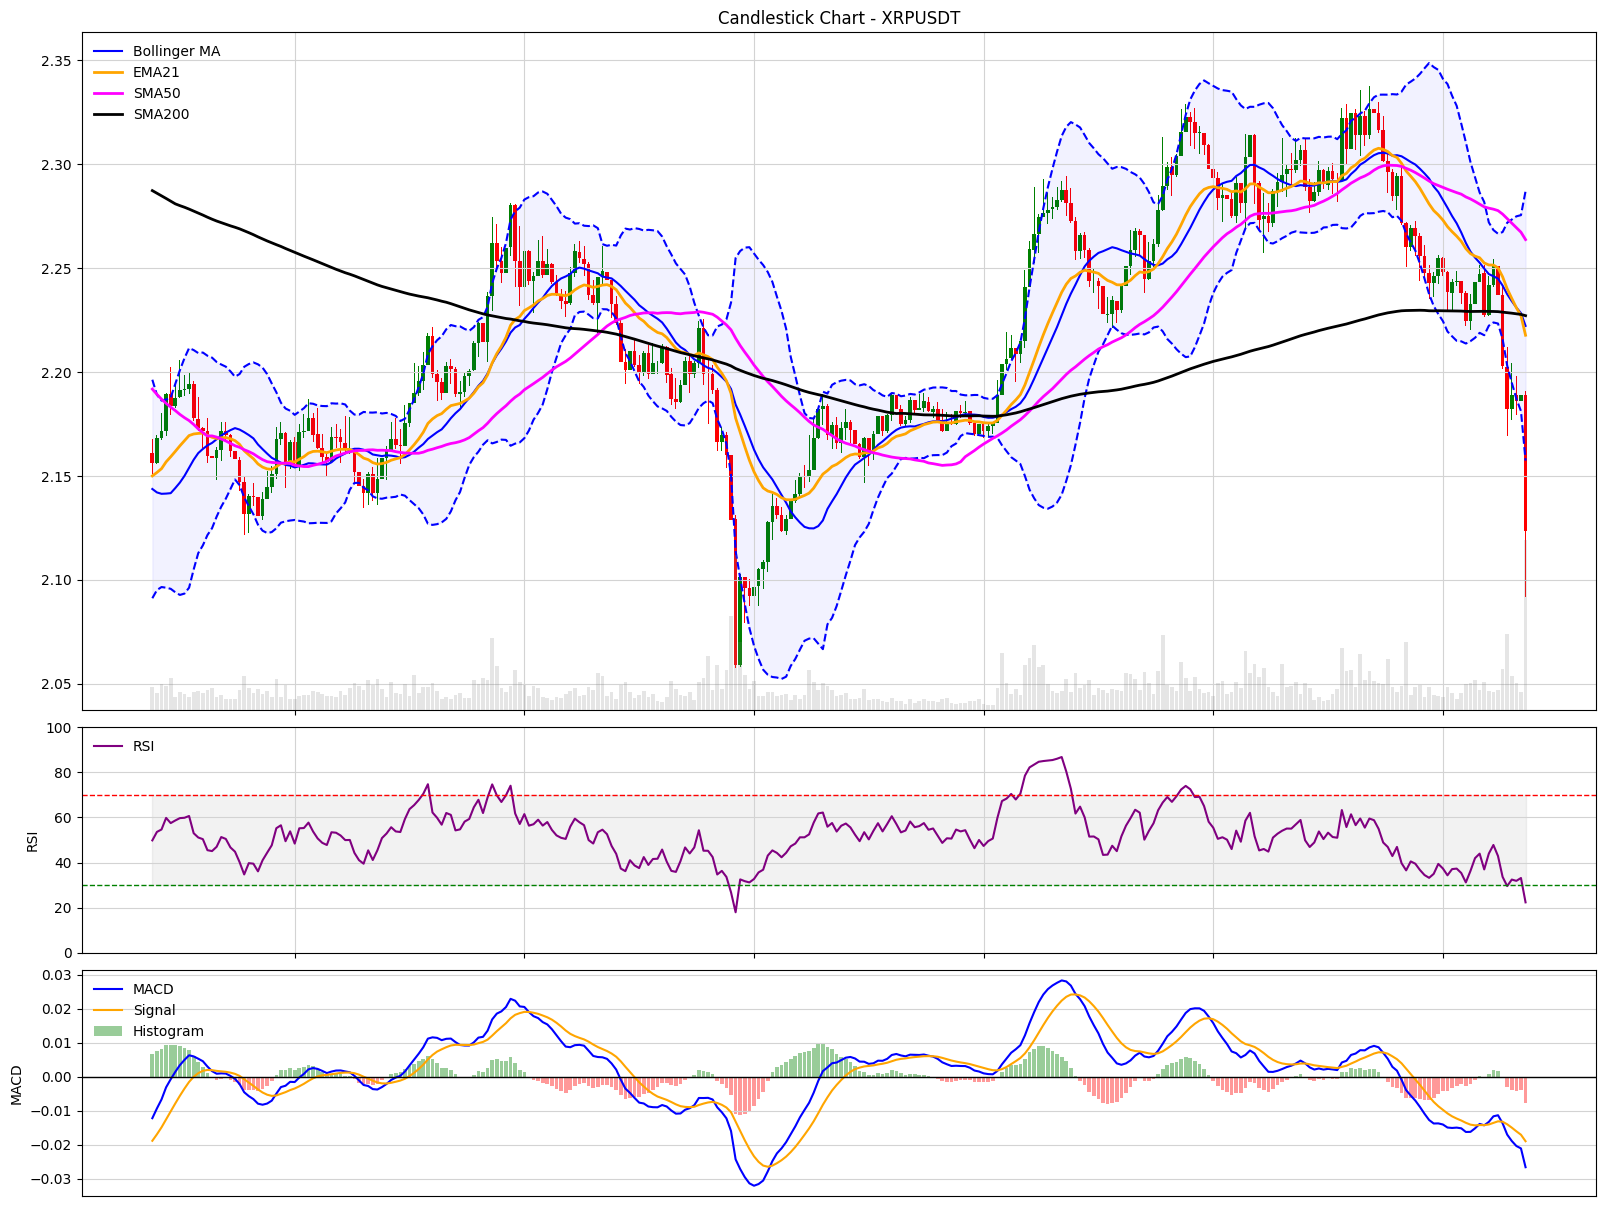 Candlestick Chart - XRPUSDT
Bollinger MA
EMA21
SMA50
SMA200
2.35
2.30
2.25
2.20
2.15
2.10
2.05
RSI
RSI
100
80
60
40
20
0
MACD
Signal
Histogram
MACD
0.03
0.02
0.01
0.00
−0.01
−0.02
−0.03